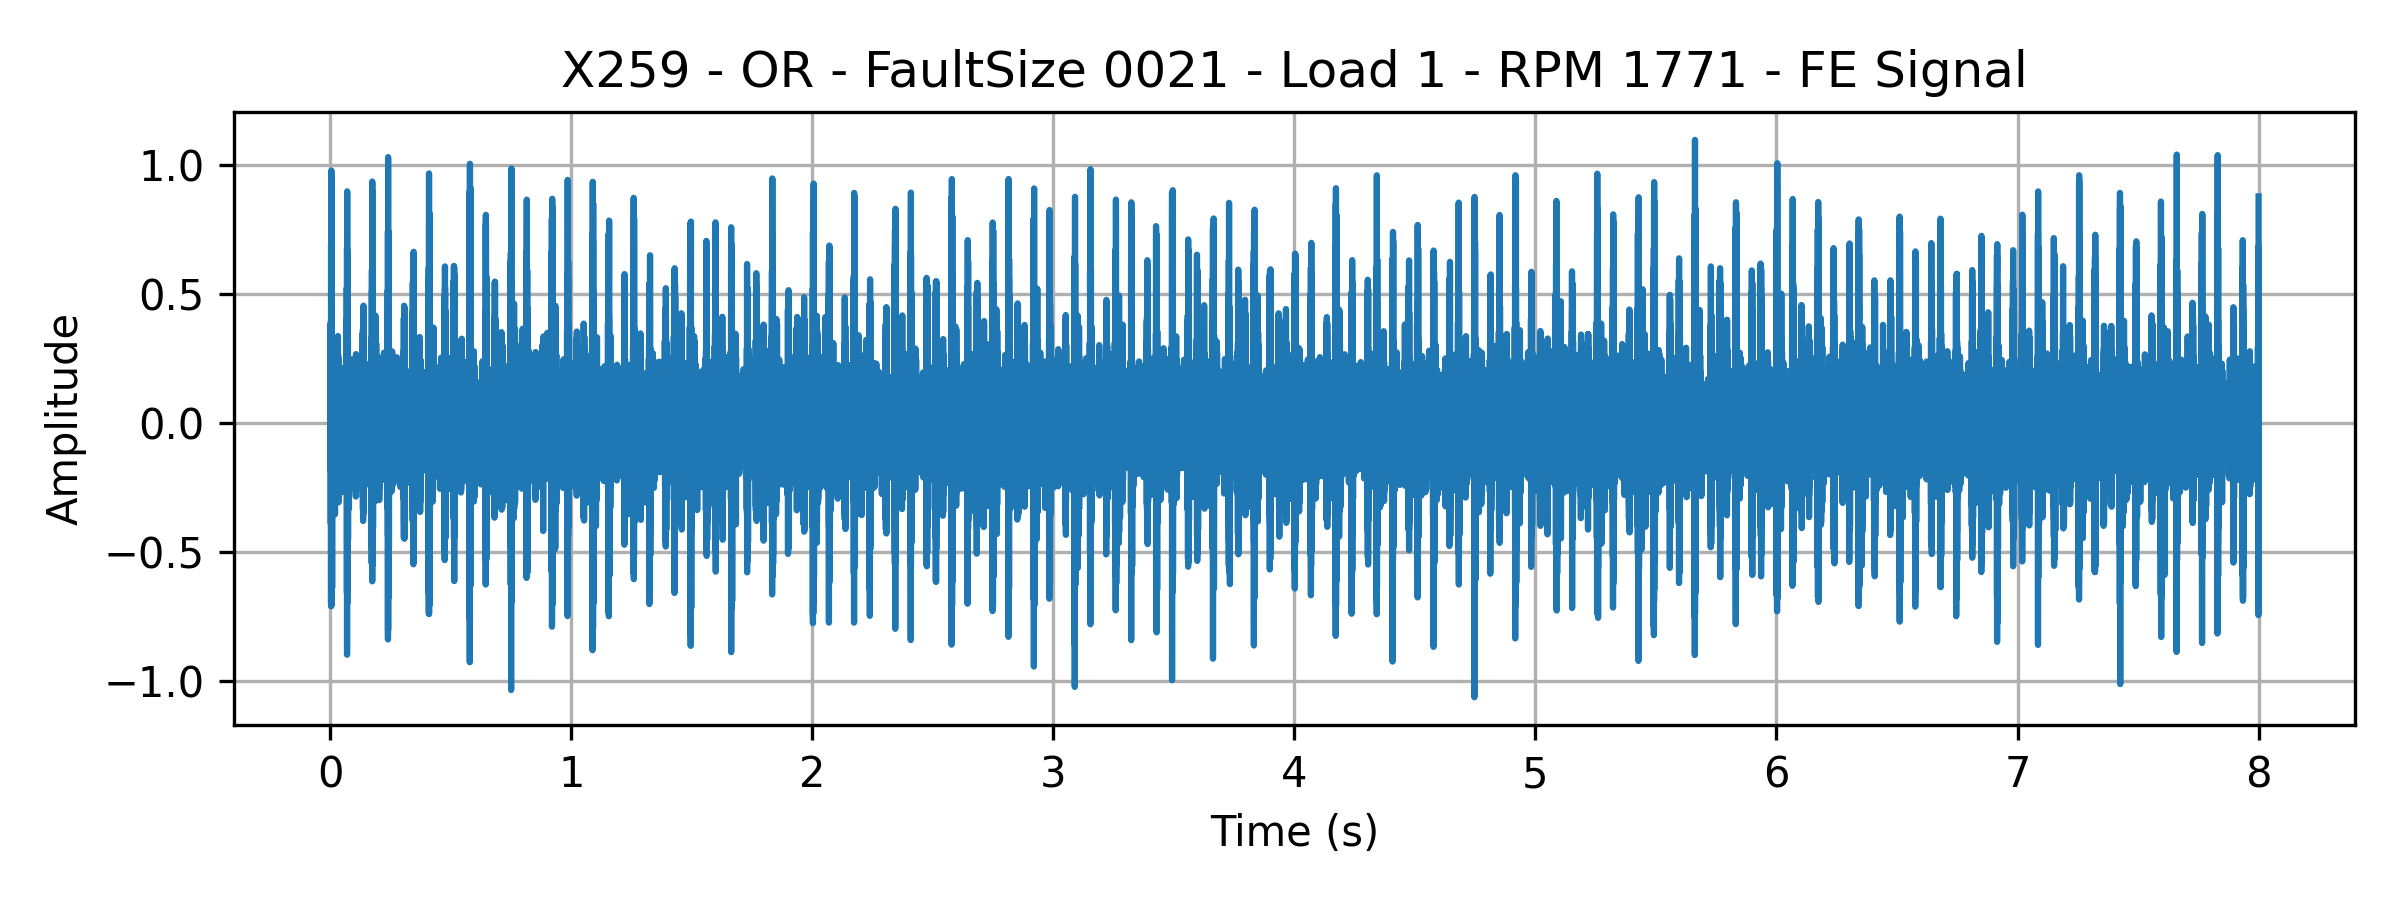 X259 - OR - FaultSize 0021 - Load 1 - RPM 1771 - FE Signal
1.0
0.5
0.0
−0.5
−1.0
Amplitude
0 1 2 3 4 5 6 7 8
Time (s)